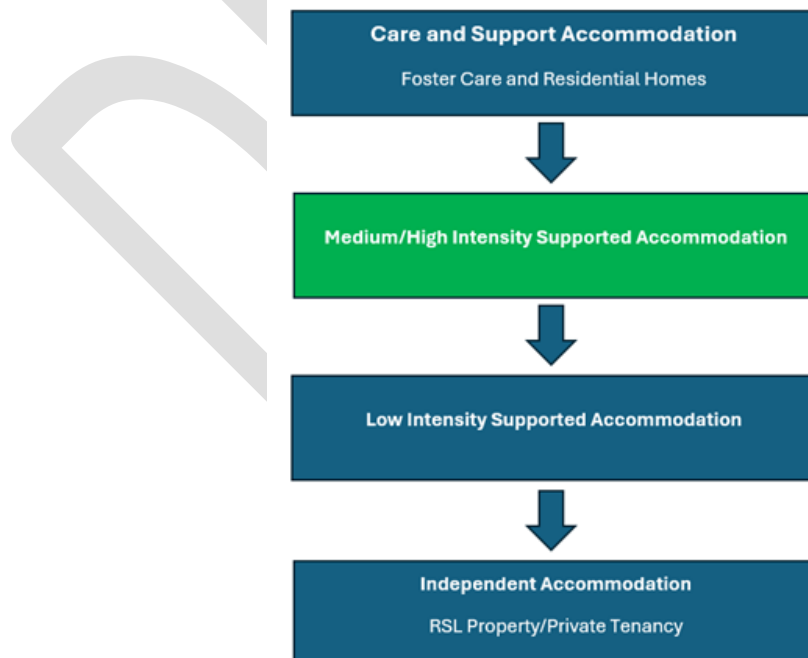 Care and Support Accommodation
Foster Care and Residential Homes
Medium/High Intensity Supported Accommodation
Low Intensity Supported Accommodation
Independent Accommodation
RSL Property/Private Tenancy